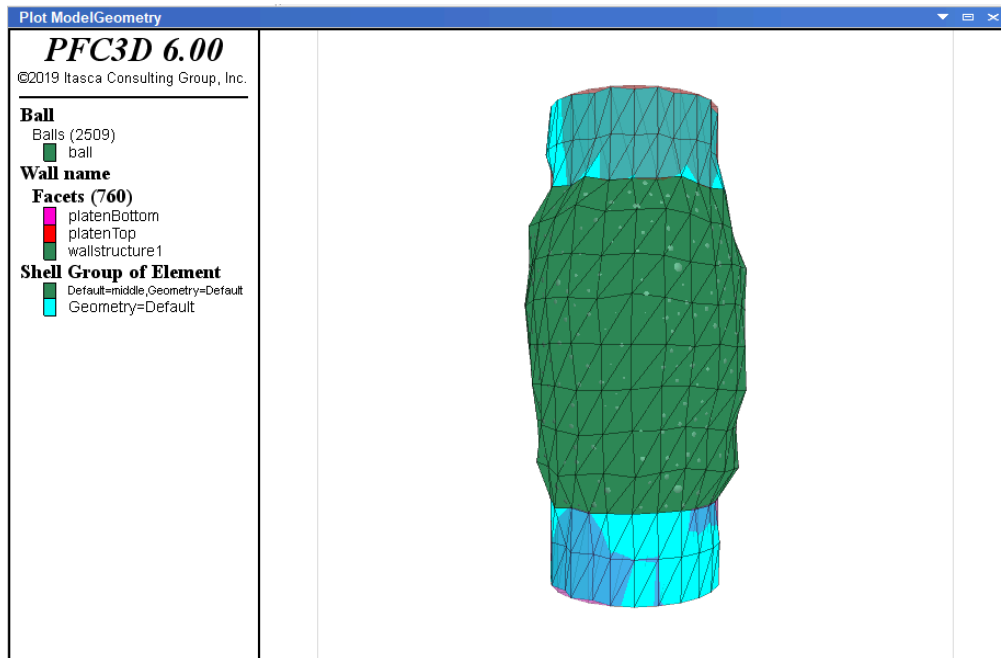 Plot ModelGeometry
PFC3D 6.00
©2019 Itasca Consulting Group, Inc.
Ball
Balls (2509)
ball
Wall name
Facets (760)
platenBottom
platenTop
wallstructure1
Shell Group of Element
Default=middle,Geometry=Default
Geometry=Default